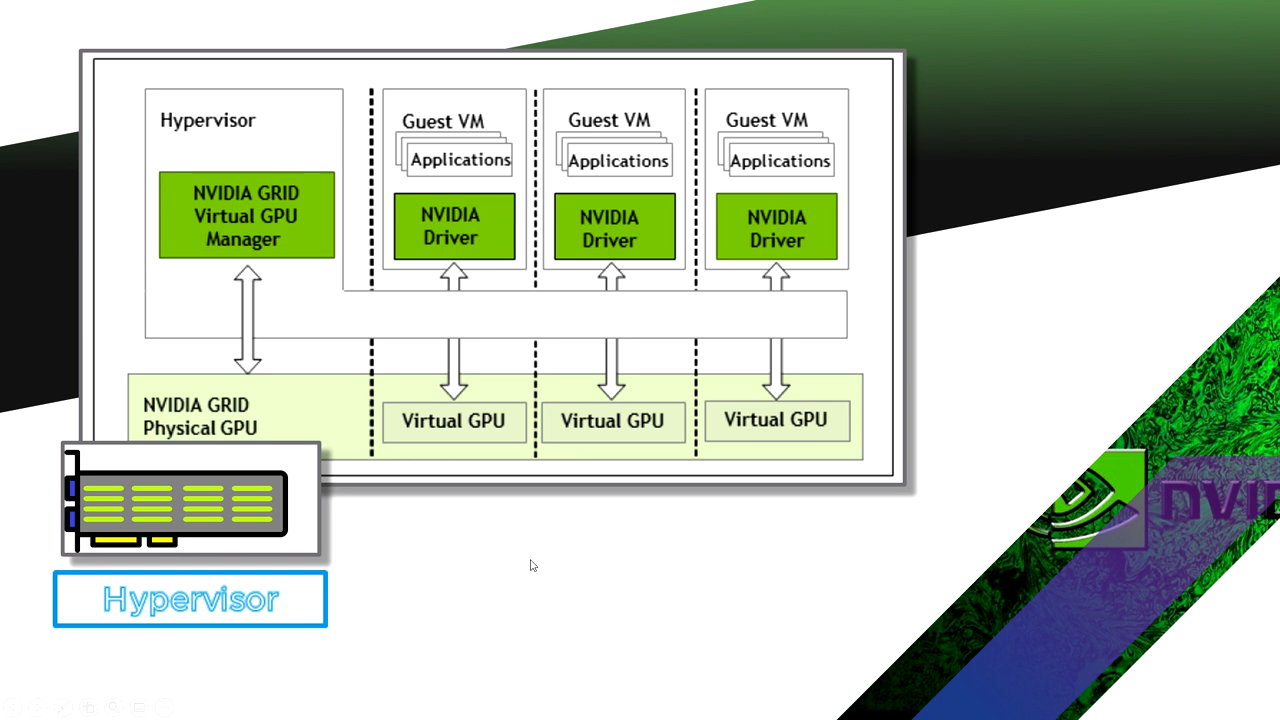 Hypervisor
NVIDIA GRID
Virtual GPU
Manager
Guest VM
Applications
NVIDIA
Driver
Guest VM
Applications
NVIDIA
Driver
Guest VM
Applications
NVIDIA
Driver
NVIDIA GRID
Physical GPU
Virtual GPU
Virtual GPU
Virtual GPU
Hypervisor